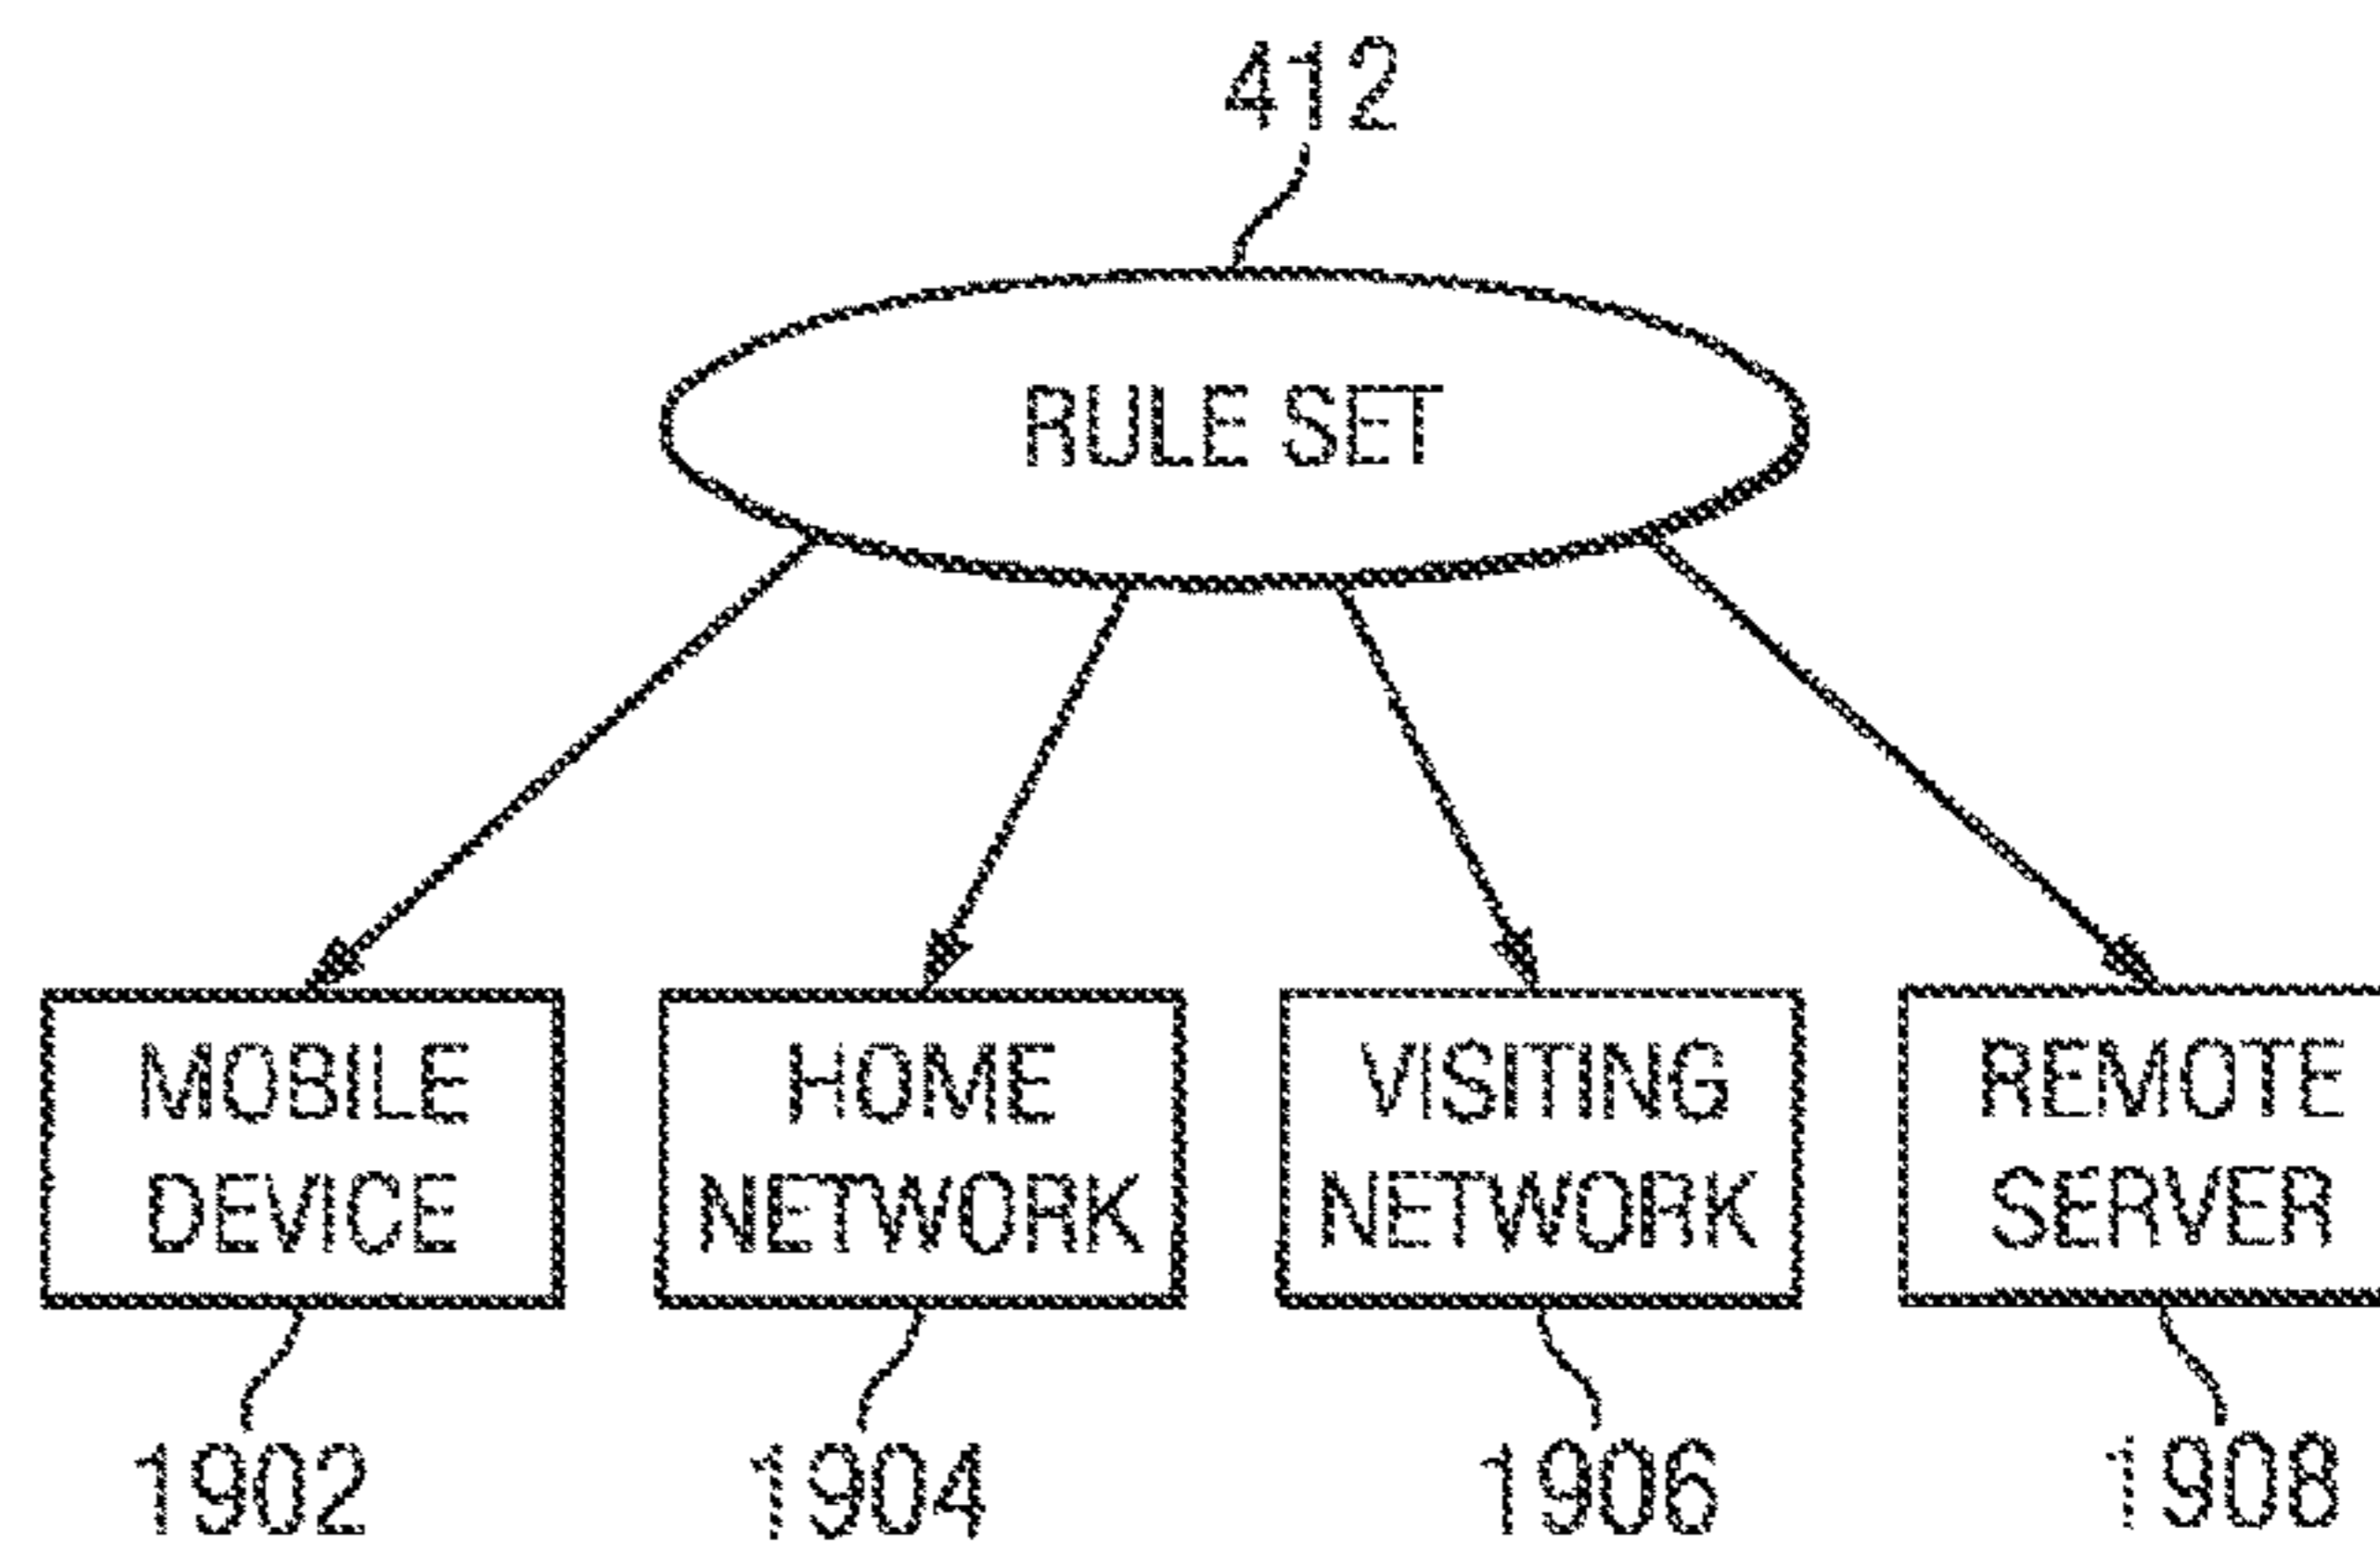 412
RULE SET
MOBILE
DEVICE
HOME
NETWORK
VISITING
NETWORK
REMOTE
SERVER
1902
1904
1906
1908